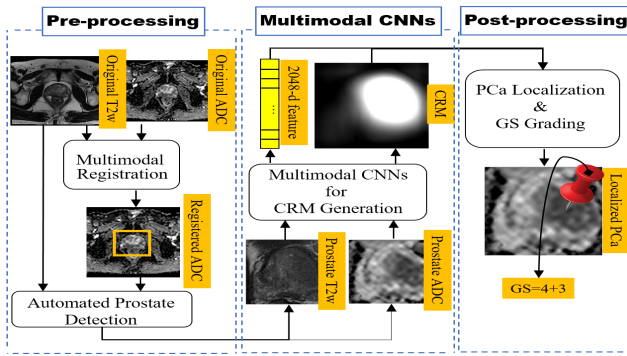 Pre-processing
Multimodal CNNs
Post-processing
Original T2w
Original ADC
Multimodal
Registration
Registered ADC
Automated Prostate
Detection
2048-d feature
...
CRM
Multimodal CNNs
for
CRM Generation
Prostate T2w
Prostate ADC
PCa Localization
&
GS Grading
Localized PCa
GS=4+3